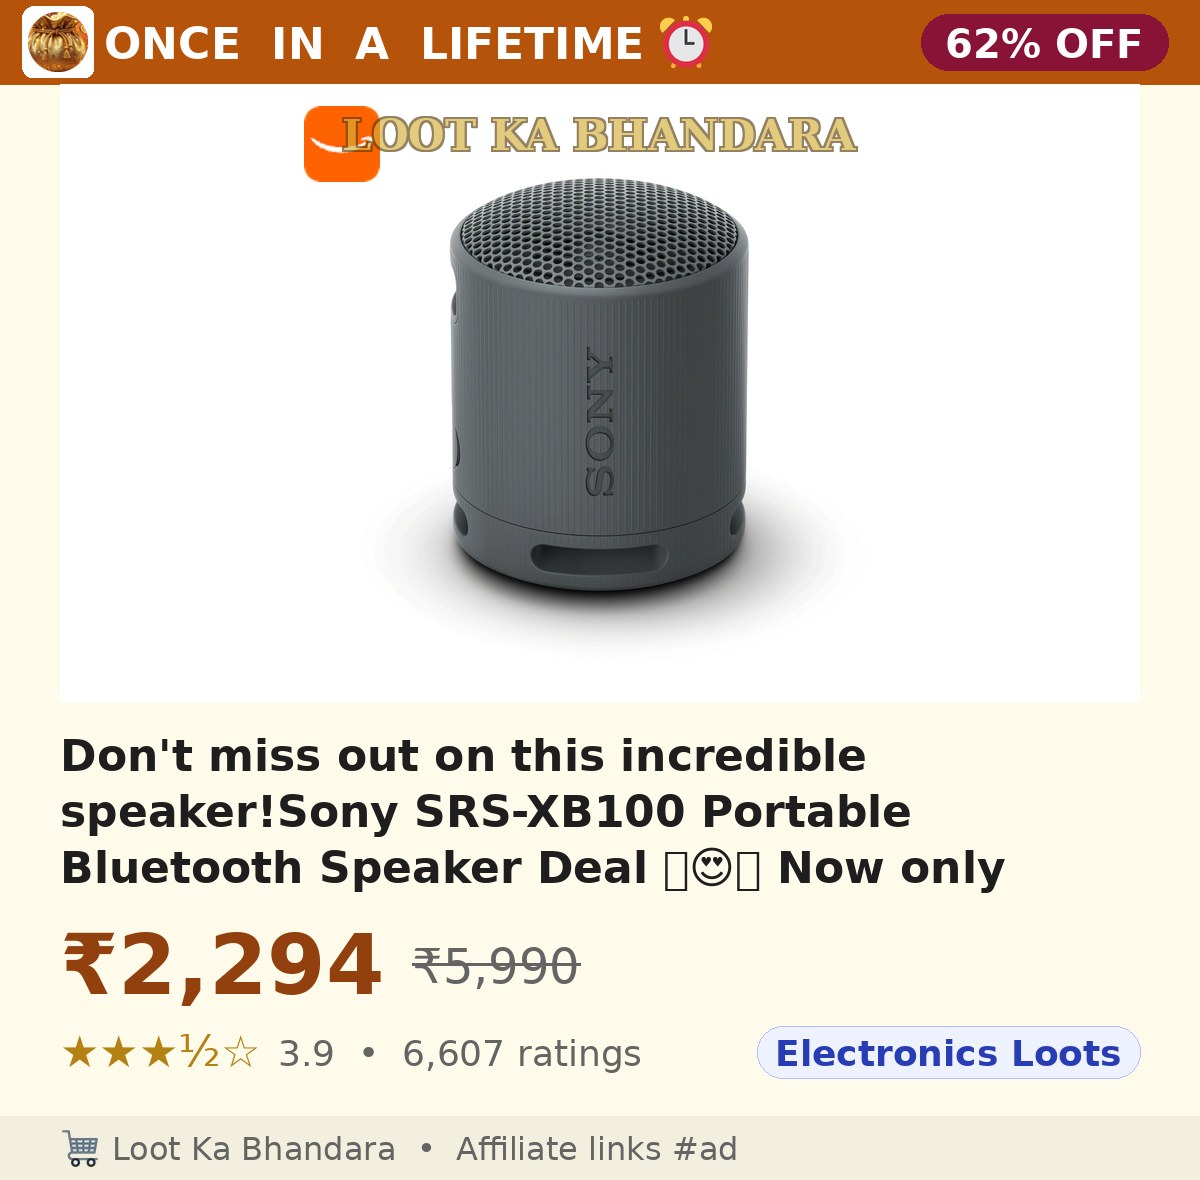 ONCE IN A LIFETIME ⏰
62% OFF
LOOT KA BHANDARA
SONY
Don't miss out on this incredible
speaker!Sony SRS-XB100 Portable
Bluetooth Speaker Deal 😍 Now only
₹2,294 ₹5,990
★★★½☆ 3.9 • 6,607 ratings
Electronics Loots
🛒 Loot Ka Bhandara • Affiliate links #ad